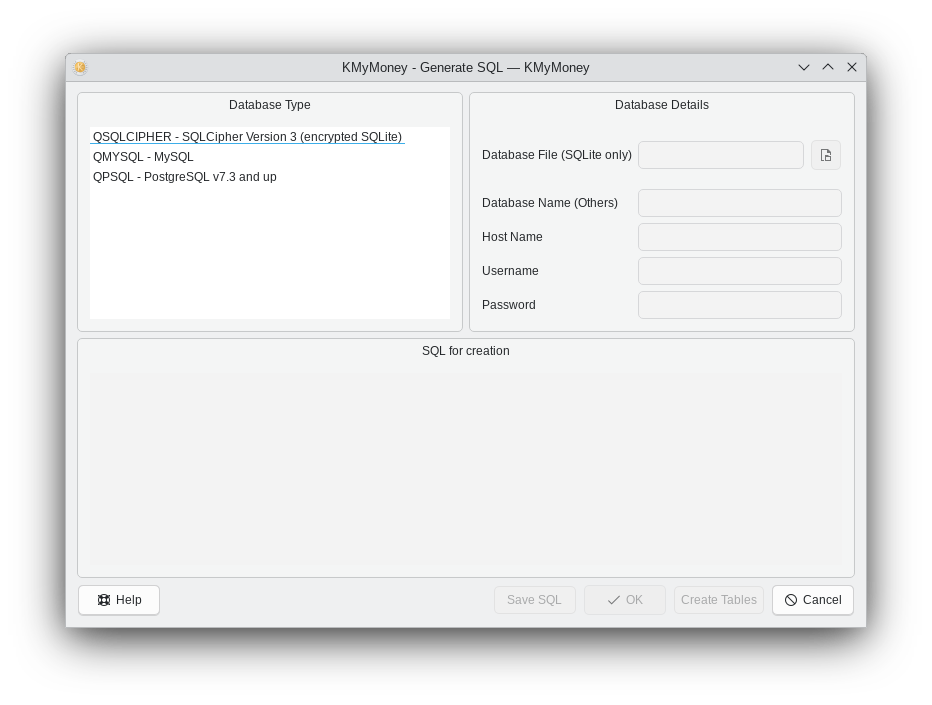 KMyMoney - Generate SQL — KMyMoney
Database Type
QSQLCIPHER - SQLCipher Version 3 (encrypted SQLite)
QMYSQL - MySQL
QPSQL - PostgreSQL v7.3 and up
Database Details
Database File (SQLite only)
Database Name (Others)
Host Name
Username
Password
SQL for creation
Help
Save SQL
OK
Create Tables
Cancel